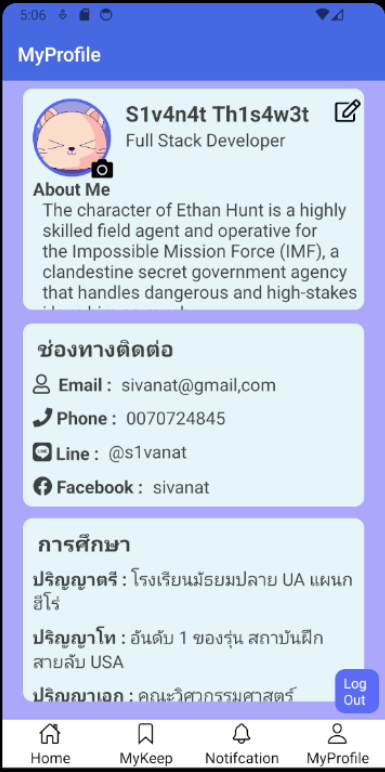 5:06
MyProfile
S1v4n4t Th1s4w3t
Full Stack Developer
About Me
The character of Ethan Hunt is a highly
skilled field agent and operative for
the Impossible Mission Force (IMF), a
clandestine secret government agency
that handles dangerous and high-stakes
ช่องทางติดต่อ
Email : sivanat@gmail,com
Phone : 0070724845
Line : @s1vanat
Facebook : sivanat
การศึกษา
ปริญญาตรี : โรงเรียนมัธยมปลาย UA แผนก
ฮีโร่
ปริญญาโท : อันดับ 1 ของรุ่น สถาบันฝึก
สายลับ USA
ปริญญาเอก : คณะวิศวกรรมศาสตร์
Log
Out
Home MyKeep Notifcation MyProfile